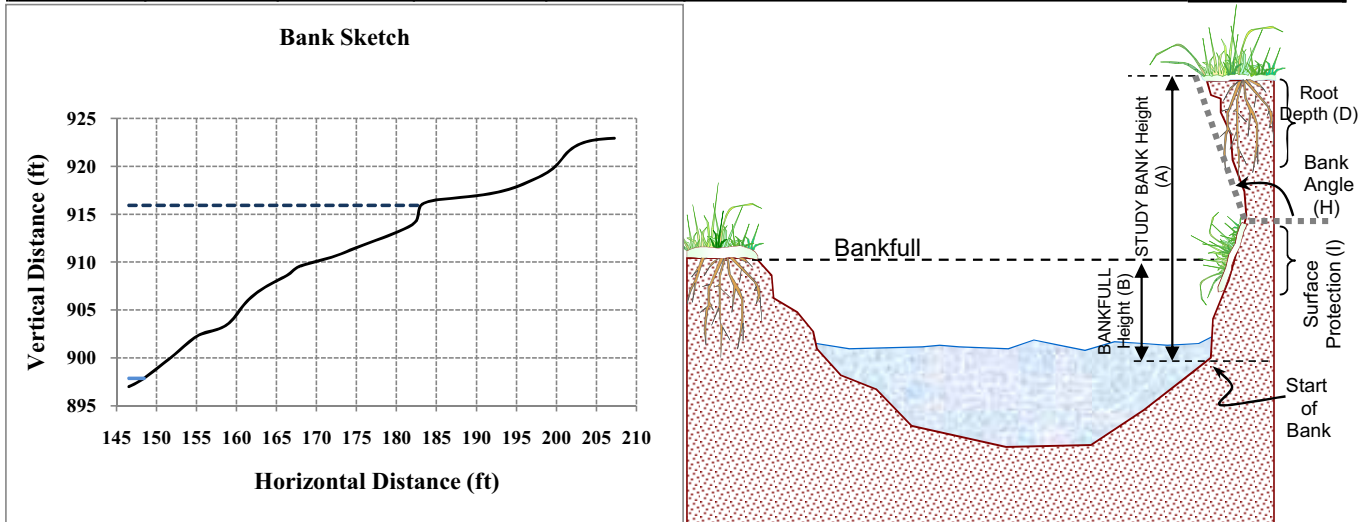 Bank Sketch
Vertical Distance (ft)
925
920
915
910
905
900
895
145 150 155 160 165 170 175 180 185 190 195 200 205 210
Horizontal Distance (ft)
Bankfull
STUDY BANK Height
(A)
BANKFULL
Height (B)
Root
Depth (D)
Bank
Angle
(H)
Surface
Protection (I)
Start
of
Bank